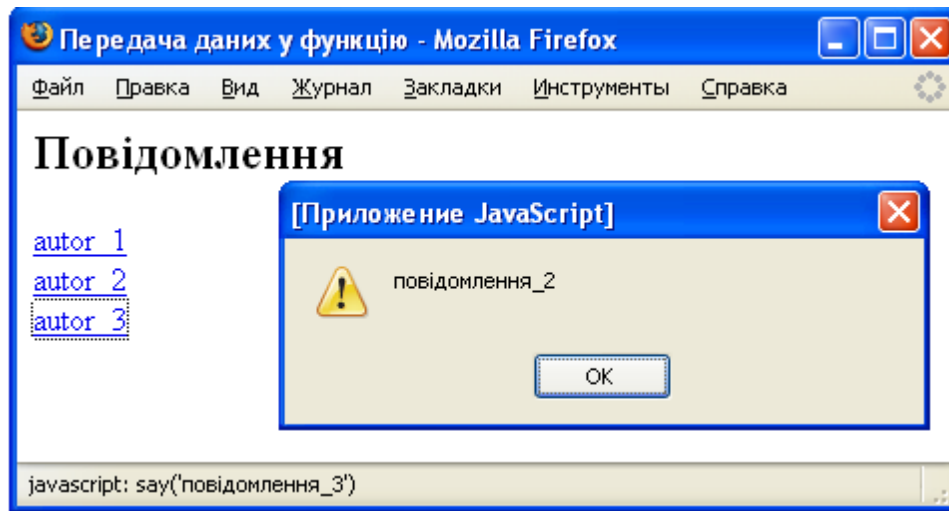 Передача даних у функцію - Mozilla Firefox
Файл Правка Вид Журнал Закладки Инструменты Справка
Повідомлення
[Приложение JavaScript]
autor_1
autor_2
autor_3
повідомлення_2
OK
javascript: say('повідомлення_3')